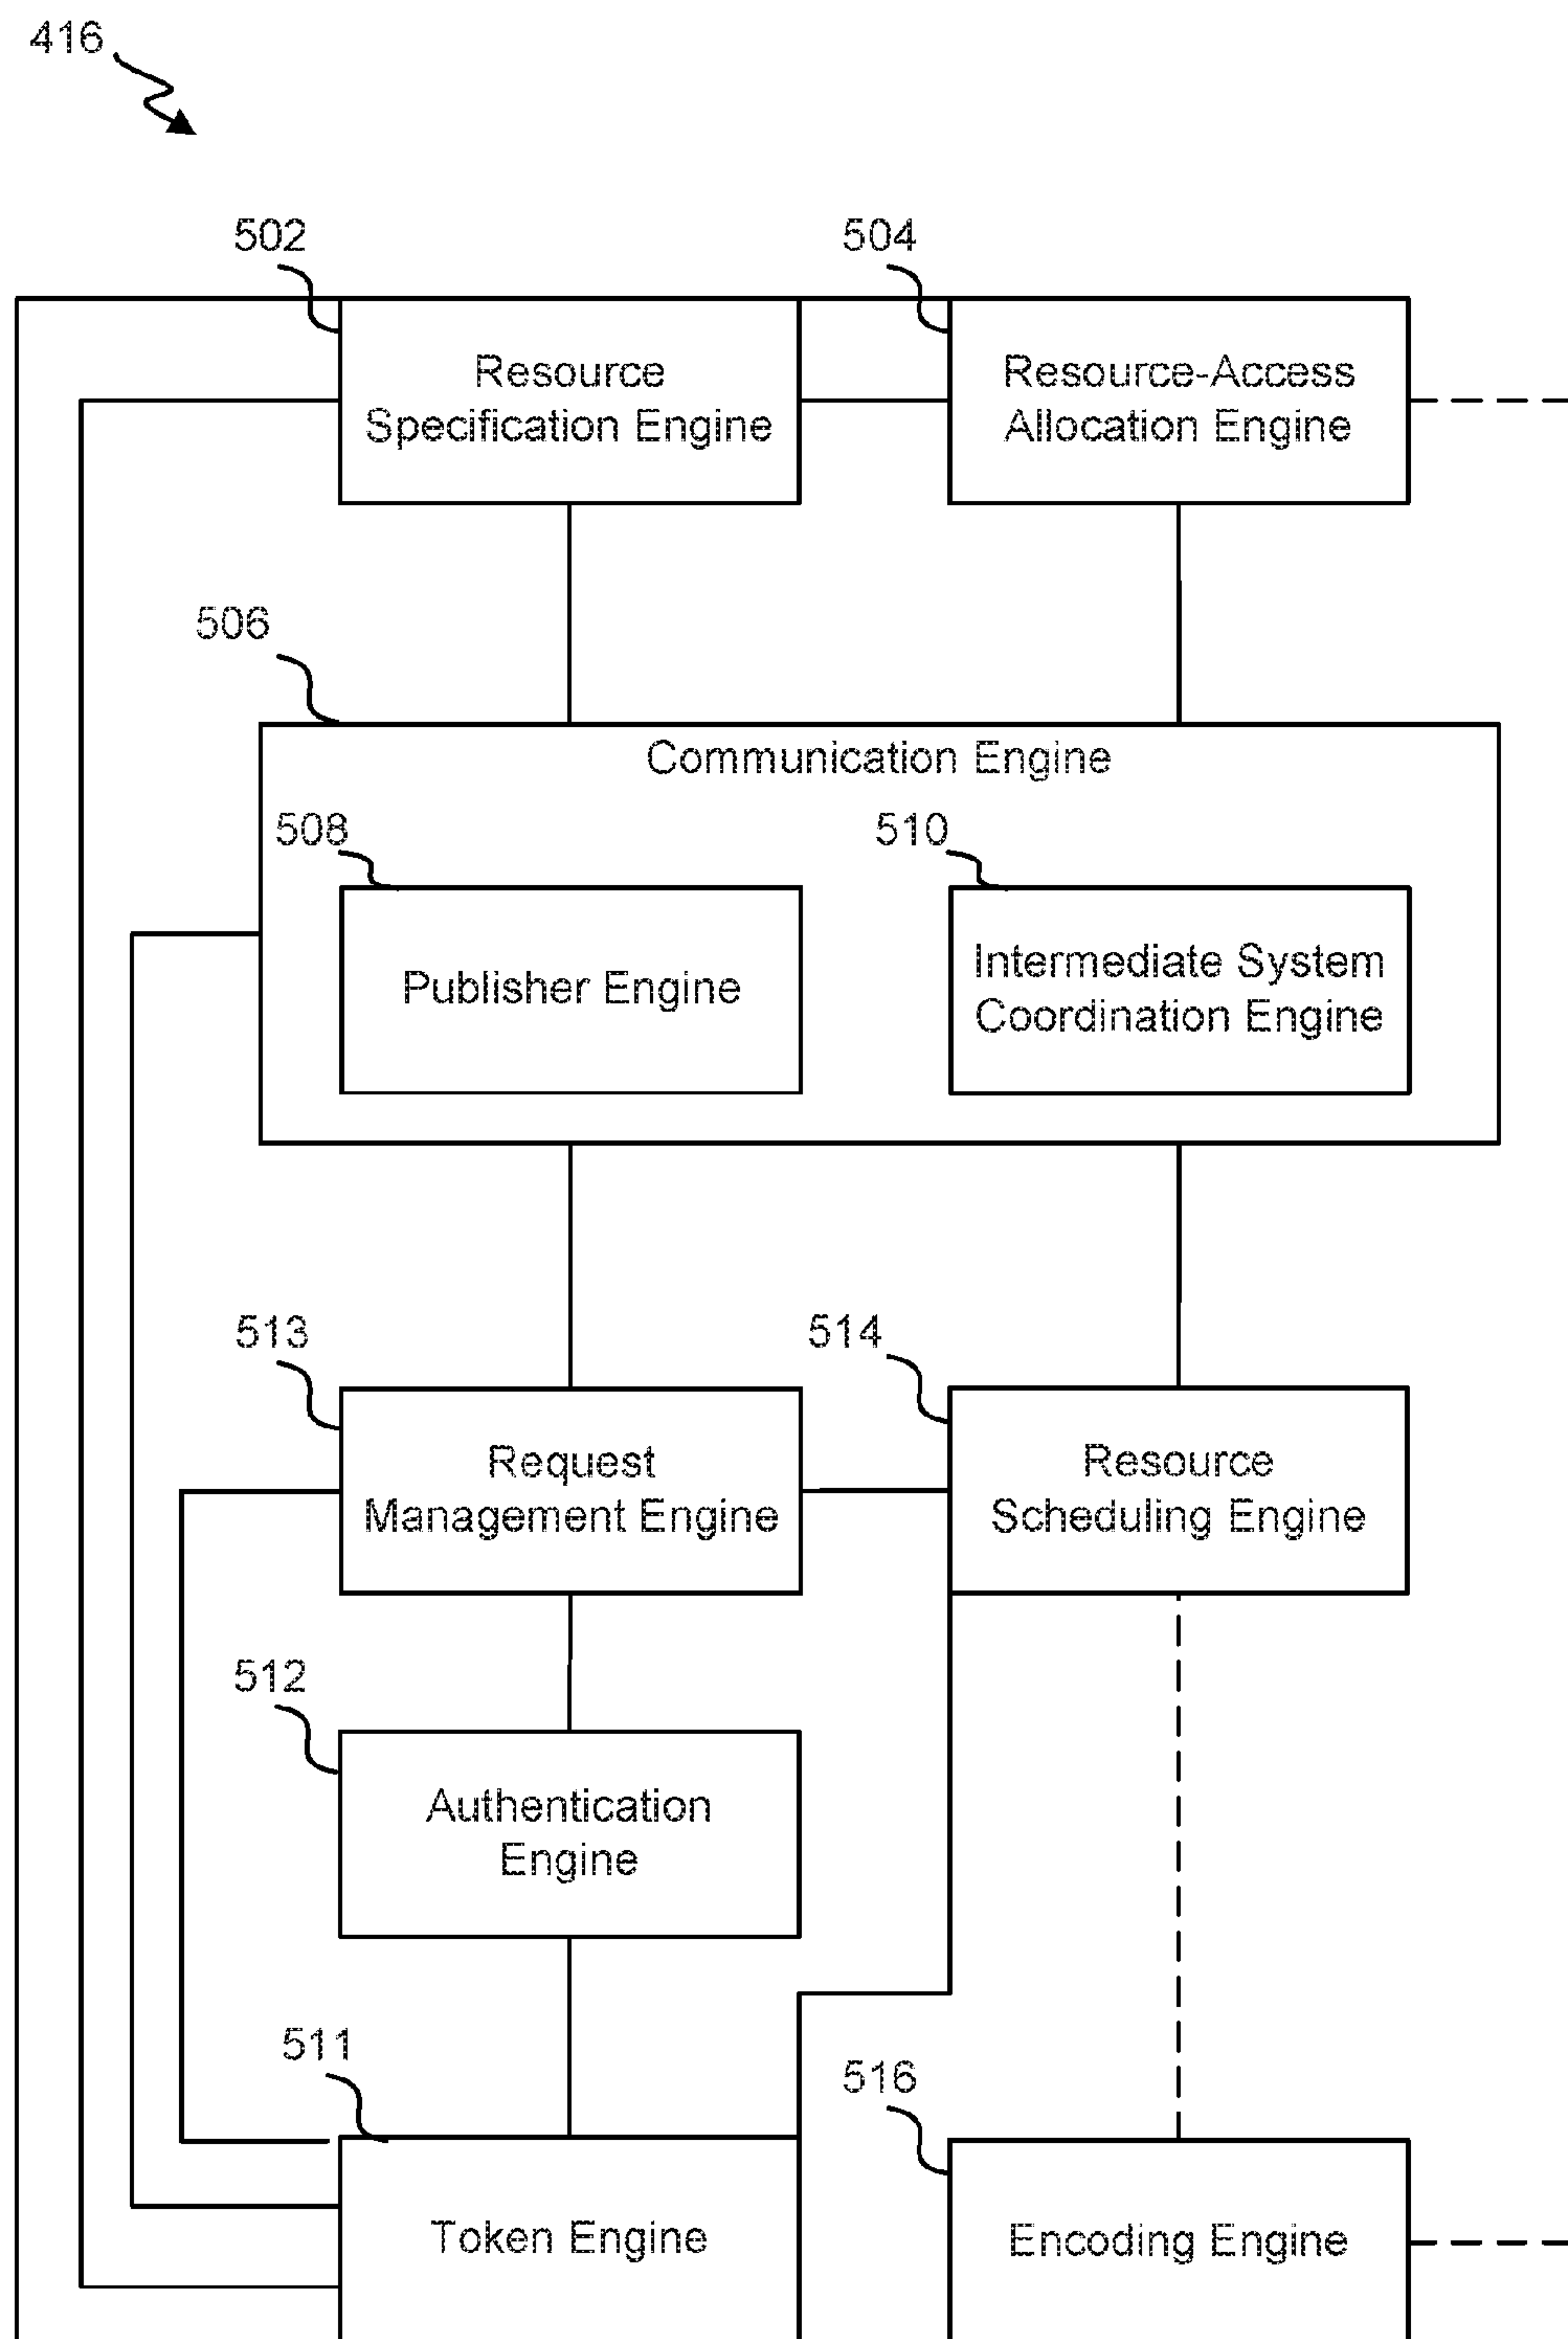 416
502
504
Resource
Specification Engine
Resource-Access
Allocation Engine
506
Communication Engine
508
510
Publisher Engine
Intermediate System
Coordination Engine
513
514
Request
Management Engine
Resource
Scheduling Engine
512
Authentication
Engine
511
516
Token Engine
Encoding Engine